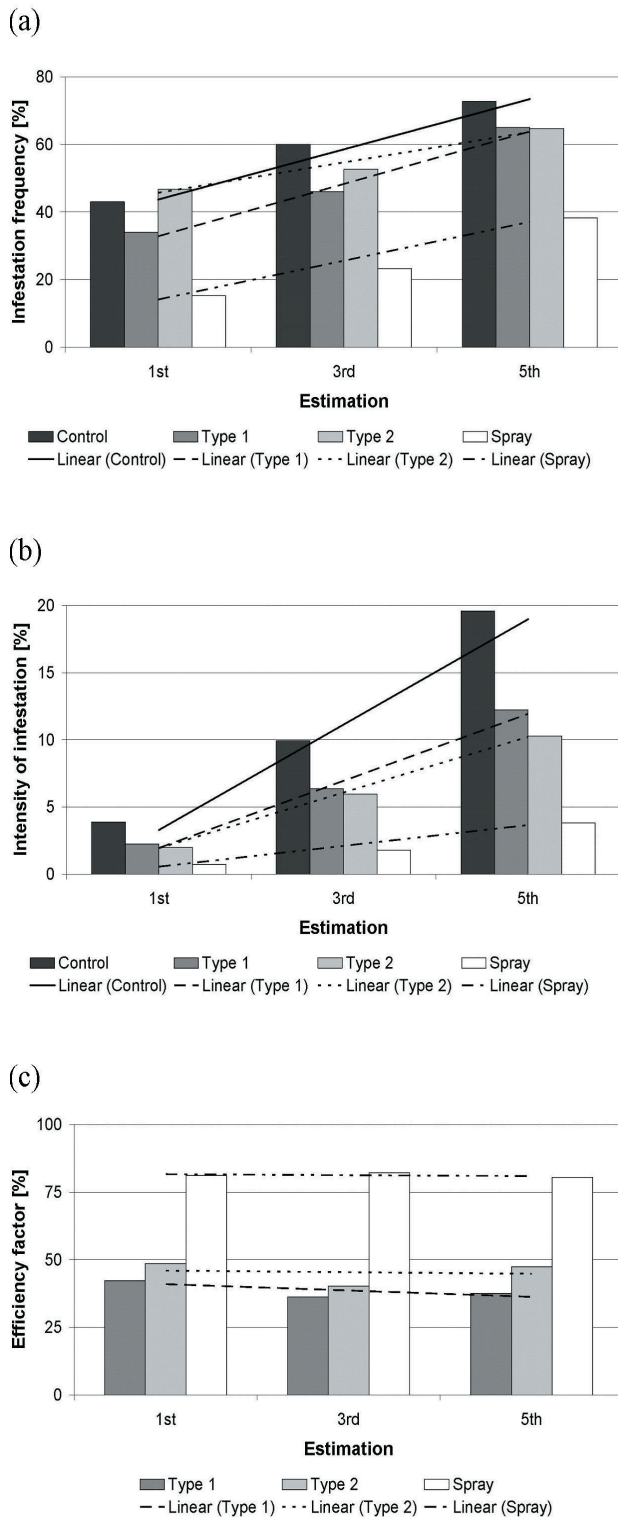 (a)
Infestation frequency [%]
80
60
40
20
0
1st 3rd 5th
Estimation
Control Type 1 Type 2 Spray
Linear (Control) Linear (Type 1) Linear (Type 2) Linear (Spray)
(b)
Intensity of infestation [%]
20
15
10
5
0
1st 3rd 5th
Estimation
Control Type 1 Type 2 Spray
Linear (Control) Linear (Type 1) Linear (Type 2) Linear (Spray)
(c)
Efficiency factor [%]
100
75
50
25
0
1st 3rd 5th
Estimation
Type 1 Type 2 Spray
Linear (Type 1) Linear (Type 2) Linear (Spray)